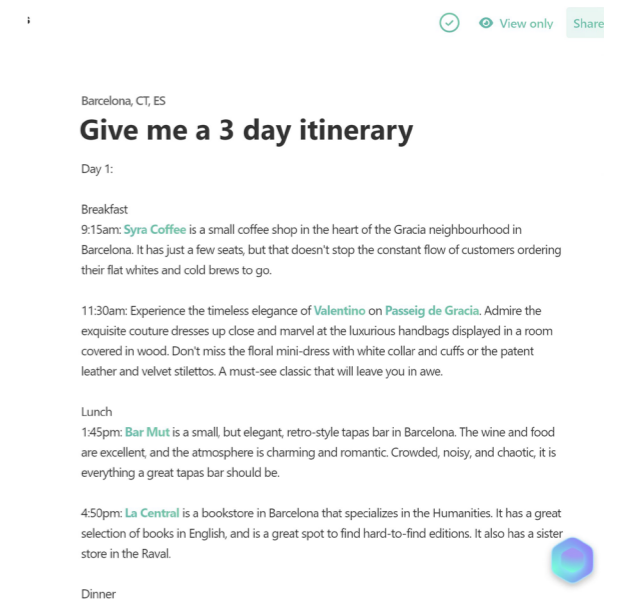 ;
View only
Share
Barcelona, CT, ES
Give me a 3 day itinerary
Day 1:
Breakfast
9:15am: Syra Coffee is a small coffee shop in the heart of the Gracia neighbourhood in
Barcelona. It has just a few seats, but that doesn't stop the constant flow of customers ordering
their flat whites and cold brews to go.
11:30am: Experience the timeless elegance of Valentino on Passeig de Gracia. Admire the
exquisite couture dresses up close and marvel at the luxurious handbags displayed in a room
covered in wood. Don't miss the floral mini-dress with white collar and cuffs or the patent
leather and velvet stilettos. A must-see classic that will leave you in awe.
Lunch
1:45pm: Bar Mut is a small, but elegant, retro-style tapas bar in Barcelona. The wine and food
are excellent, and the atmosphere is charming and romantic. Crowded, noisy, and chaotic, it is
everything a great tapas bar should be.
4:50pm: La Central is a bookstore in Barcelona that specializes in the Humanities. It has a great
selection of books in English, and is a great spot to find hard-to-find editions. It also has a sister
store in the Raval.
Dinner